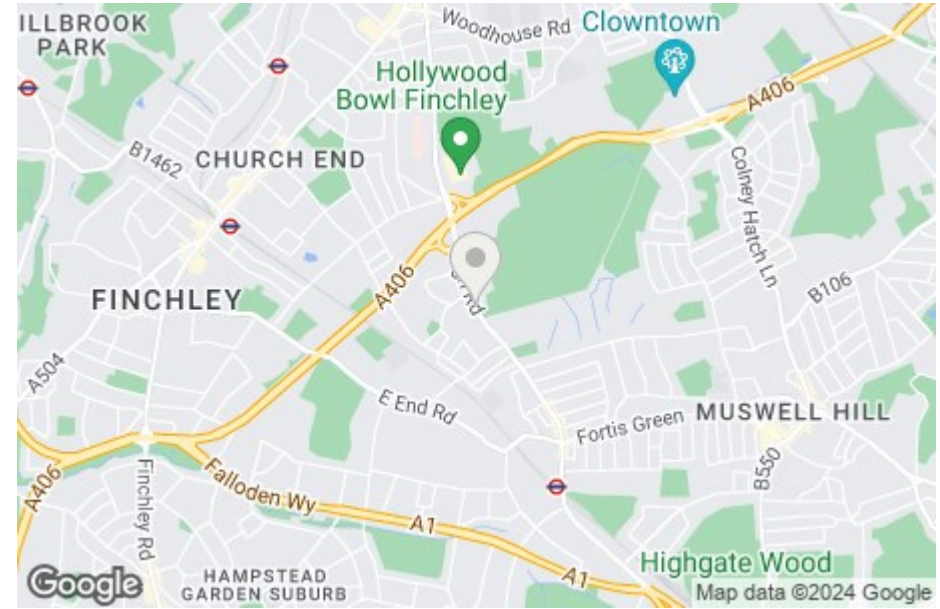 ILLBROOK
PARK
Woodhouse Rd
Clowntown
Hollywood
Bowl Finchley
A406
B1462
CHURCH END
Colney Hatch Ln
A406
B106
FINCHLEY
Rd
A504
E End Rd
Fortis Green
MUSWELL HILL
B550
A406
Finchley Rd
Falloden Wy
A1
A1
Highgate Wood
HAMPSTEAD
GARDEN SUBURB
Google
Map data ©2024 Google